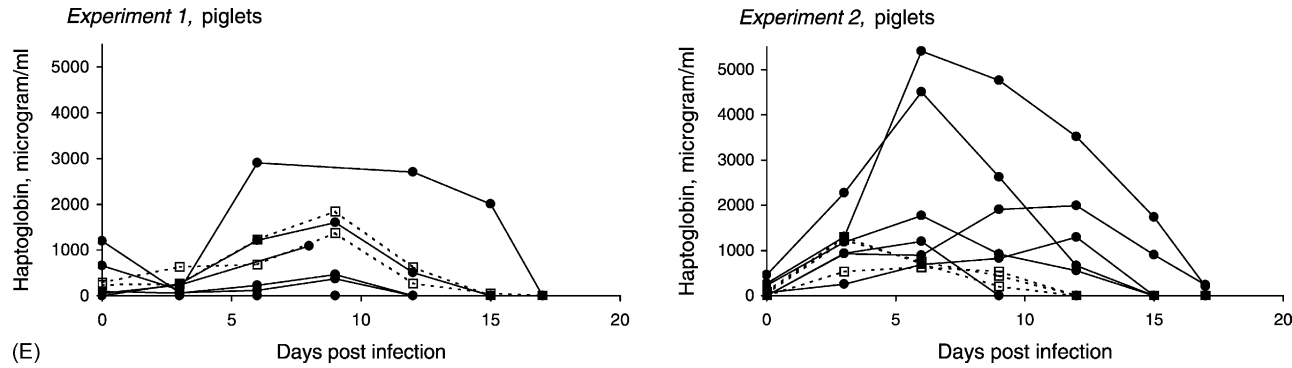 Experiment 1, piglets
Haptoglobin, microgram/ml
5000
4000
3000
2000
1000
0
0 5 10 15 20
Days post infection
(E)
Experiment 2, piglets
Haptoglobin, microgram/ml
5000
4000
3000
2000
1000
0
0 5 10 15 20
Days post infection